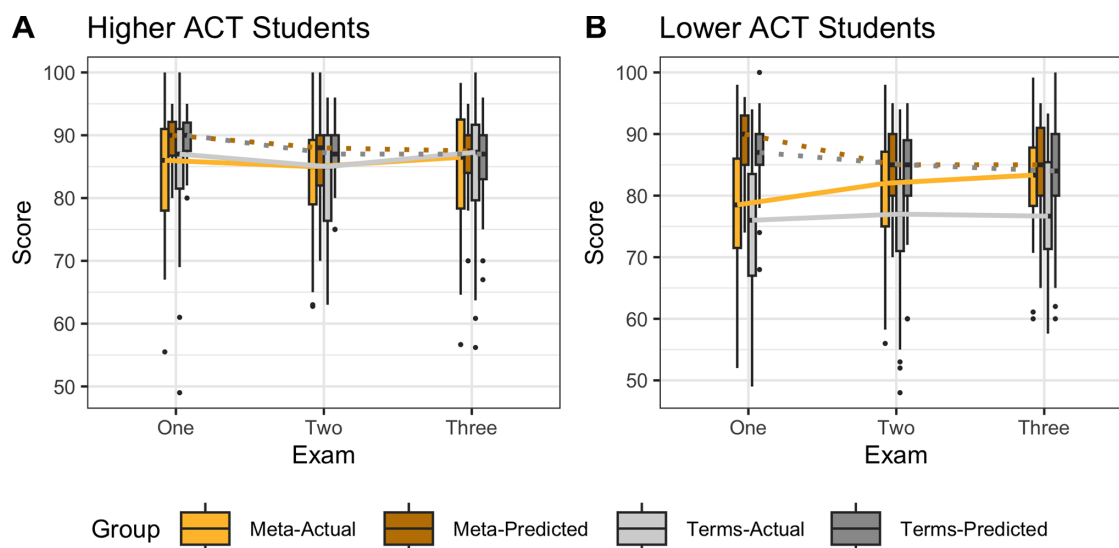 A Higher ACT Students
100
90
80
70
60
50
Score
One Two Three
Exam
B Lower ACT Students
100
90
80
70
60
50
Score
One Two Three
Exam
Group Meta-Actual Meta-Predicted Terms-Actual Terms-Predicted